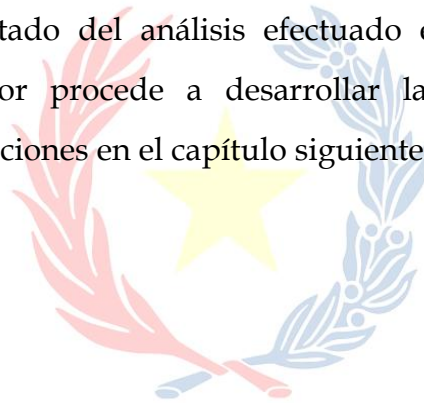 tado del análisis efectuado e
or procede a desarrollar la
ciones en el capítulo siguiente